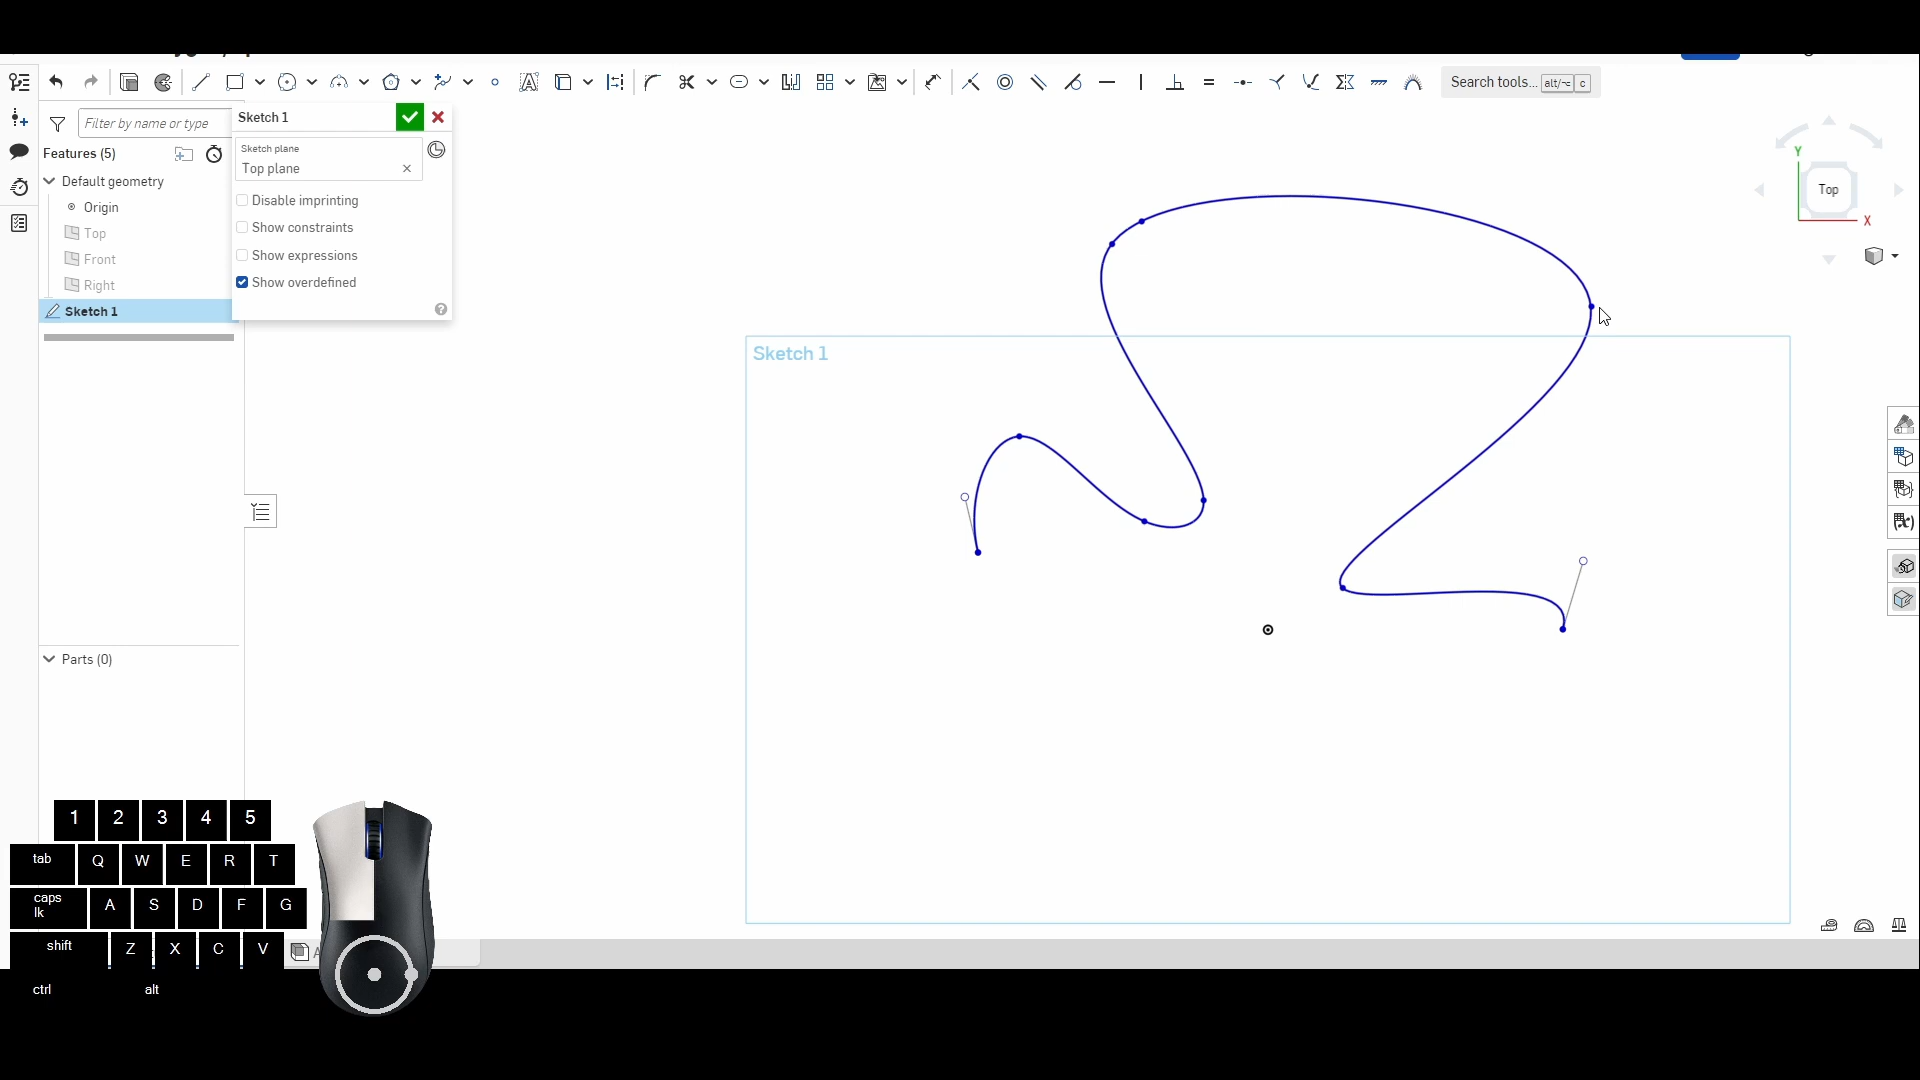 Search tools... alt/⌥ c
Filter by name or type
Sketch 1
Features (5)
Sketch plane
Top plane
Default geometry
Origin
Top
Front
Right
Sketch 1
Disable imprinting
Show constraints
Show expressions
Show overdefined
Y
Top
X
Sketch 1
(x)
Parts (0)
1 2 3 4 5
tab Q W E R T
caps lk A S D F G
shift Z X C V
ctrl alt